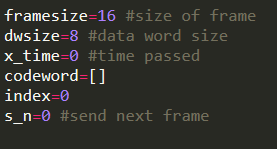 framesize=16 #size of frame
dwsize=8 #data word size
x_time=0 #time passed
codeword=[]
index=0
s_n=0 #send next frame